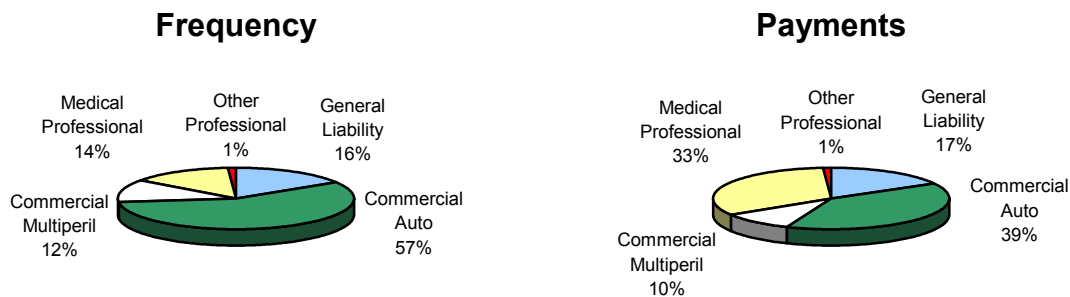 Frequency
Medical
Professional
14%
Other
Professional
1%
General
Liability
16%
Commercial
Multiperil
12%
Commercial
Auto
57%
Payments
Medical
Professional
33%
Other
Professional
1%
General
Liability
17%
Commercial
Auto
39%
Commercial
Multiperil
10%